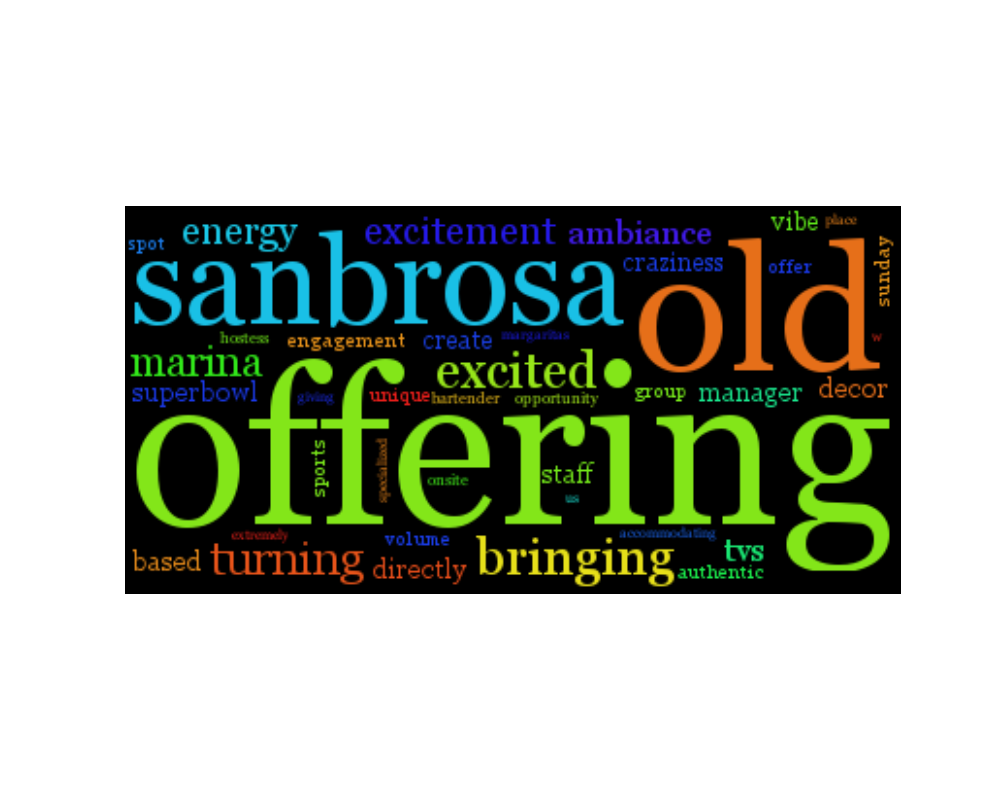 vibe place
energy excitement ambiance
spot
sanbrosa craziness offer sunday
old
hostess engagement create margaritas w
marina excited
superbowl giving unique bartender opportunity group manager decor
offering
sports specialized onsite staff
us
extremely volume accommodating
based turning directly bringing tvs
authentic